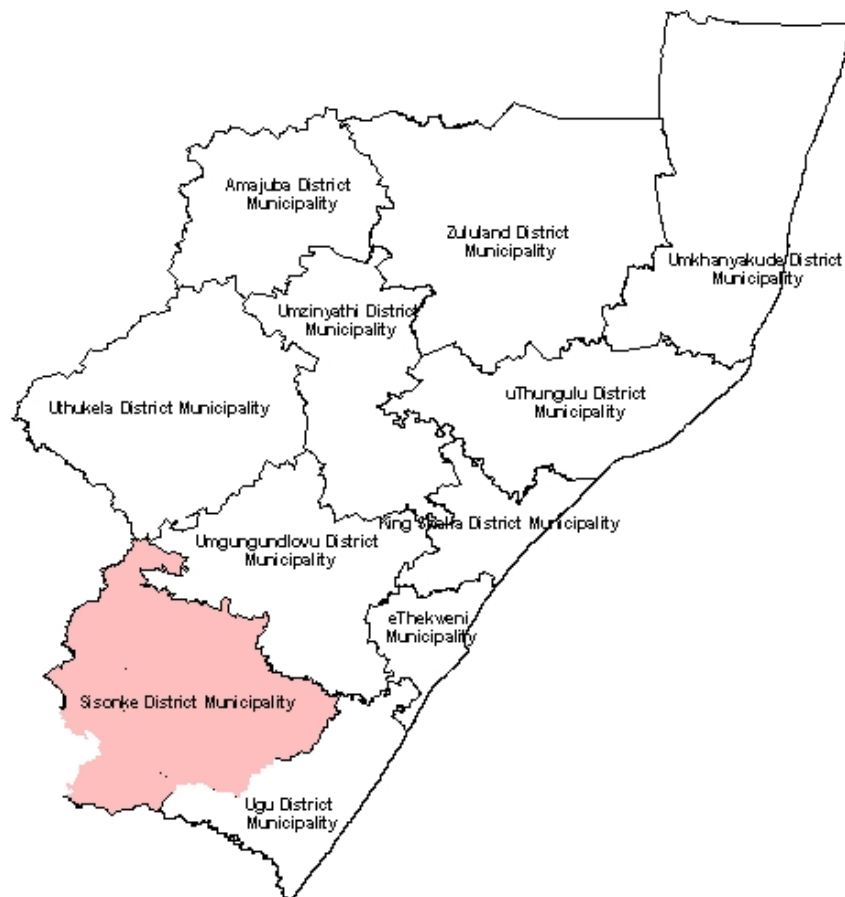 Amajuba District
Municipality
Zululand District
Municipality
Umkhanyakude District
Municipality
Umzinyathi District
Municipality
uThungulu District
Municipality
Uthukela District Municipality
King Shaka District Municipality
Umgungundlovu District
Municipality
eThekweni
Municipality
Sisonke District Municipality
Ugu District
Municipality